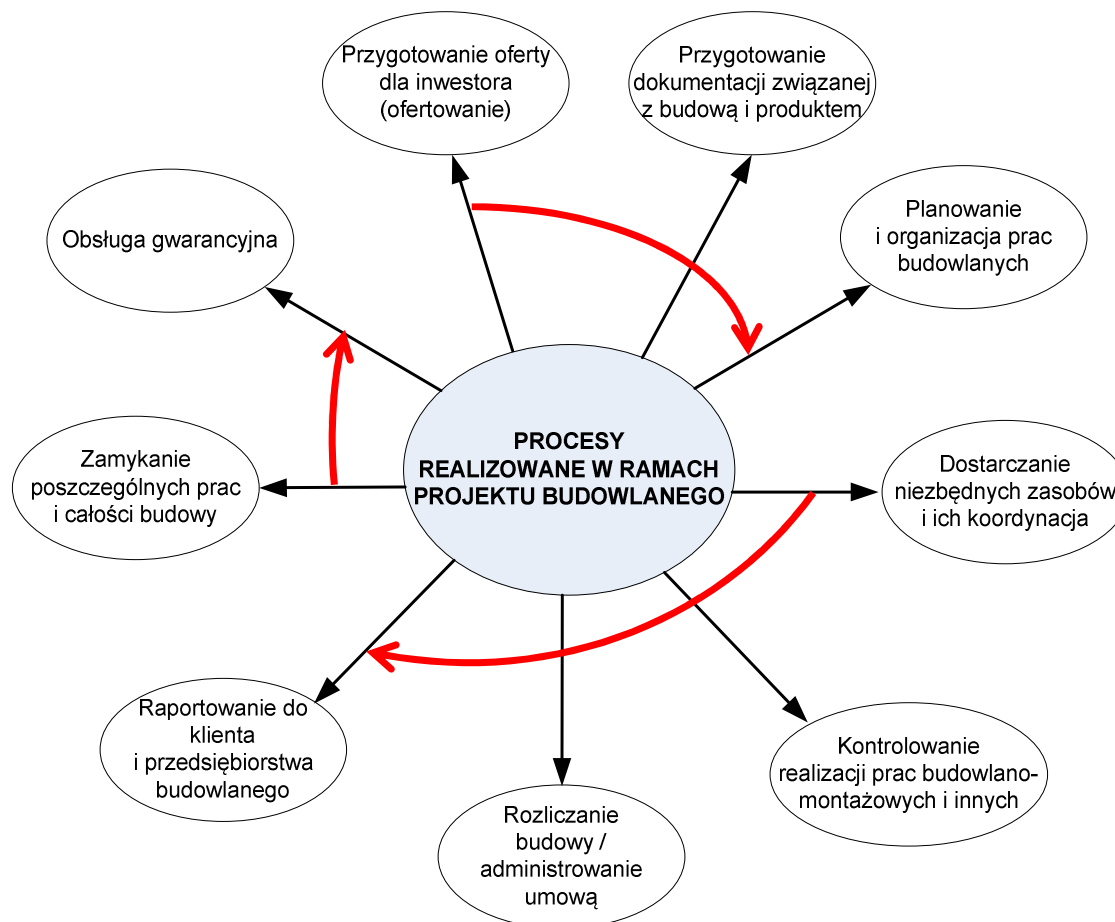 Przygotowanie oferty
dla inwestora
(ofertowanie)
Przygotowanie
dokumentacji związanej
z budową i produktem
Planowanie
i organizacja prac
budowlanych
Dostarczanie
niezbędnych zasobów
i ich koordynacja
Kontrolowanie
realizacji prac budowlano-
montażowych i innych
Rozliczanie
budowy /
administrowanie
umową
Raportowanie do
klienta
i przedsiębiorstwa
budowlanego
Zamykanie
poszczególnych prac
i całości budowy
Obsługa gwarancyjna
PROCESY
REALIZOWANE W RAMACH
PROJEKTU BUDOWLANEGO